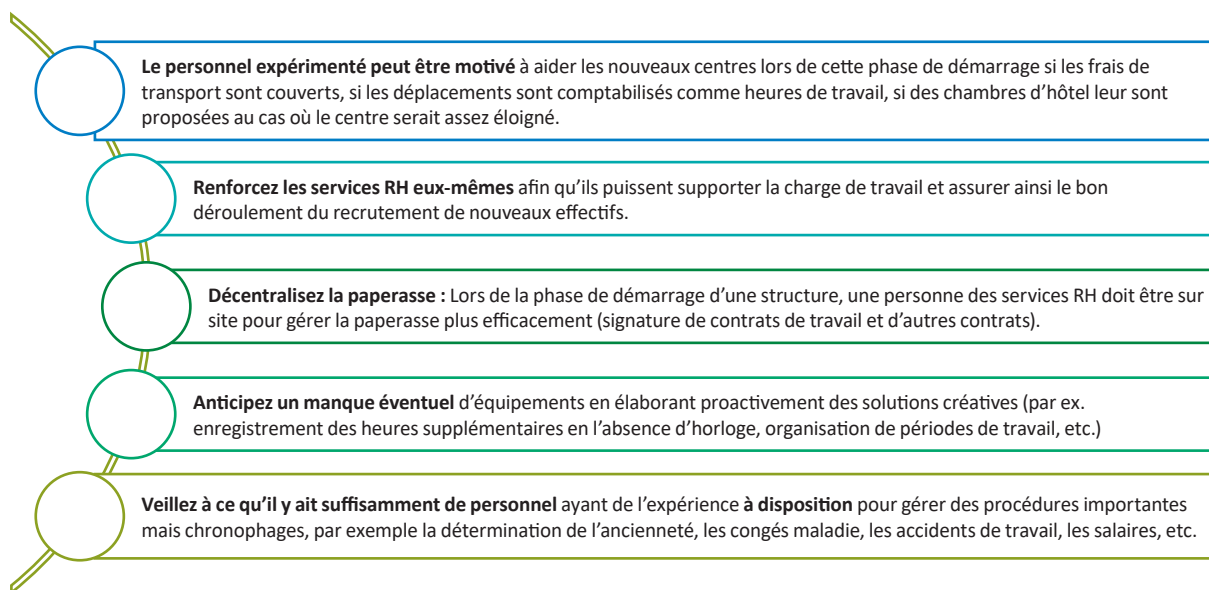 Le personnel expérimenté peut être motivé à aider les nouveaux centres lors de cette phase de démarrage si les frais de
transport sont couverts, si les déplacements sont comptabilisés comme heures de travail, si des chambres d’hôtel leur sont
proposées au cas où le centre serait assez éloigné.
Renforcez les services RH eux-mêmes afin qu’ils puissent supporter la charge de travail et assurer ainsi le bon
déroulement du recrutement de nouveaux effectifs.
Décentralisez la paperasse : Lors de la phase de démarrage d’une structure, une personne des services RH doit être sur
site pour gérer la paperasse plus efficacement (signature de contrats de travail et d’autres contrats).
Anticipez un manque éventuel d’équipements en élaborant proactivement des solutions créatives (par ex.
enregistrement des heures supplémentaires en l’absence d’horloge, organisation de périodes de travail, etc.)
Veillez à ce qu’il y ait suffisamment de personnel ayant de l’expérience à disposition pour gérer des procédures importantes
mais chronophages, par exemple la détermination de l’ancienneté, les congés maladie, les accidents de travail, les salaires, etc.